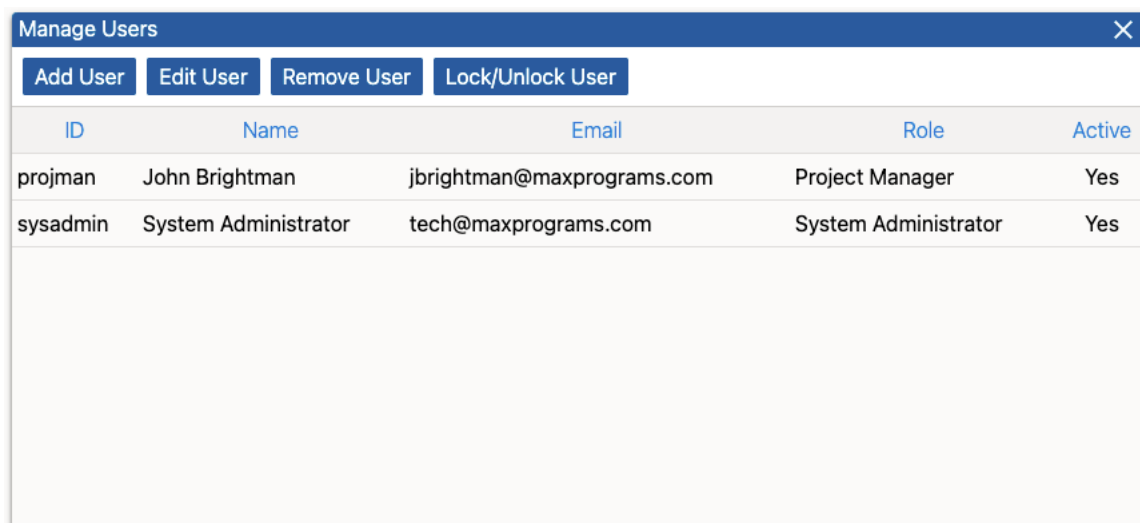 Manage Users
Add User Edit User Remove User Lock/Unlock User
ID Name Email Role Active
projman John Brightman jbrightman@maxprograms.com Project Manager Yes
sysadmin System Administrator tech@maxprograms.com System Administrator Yes